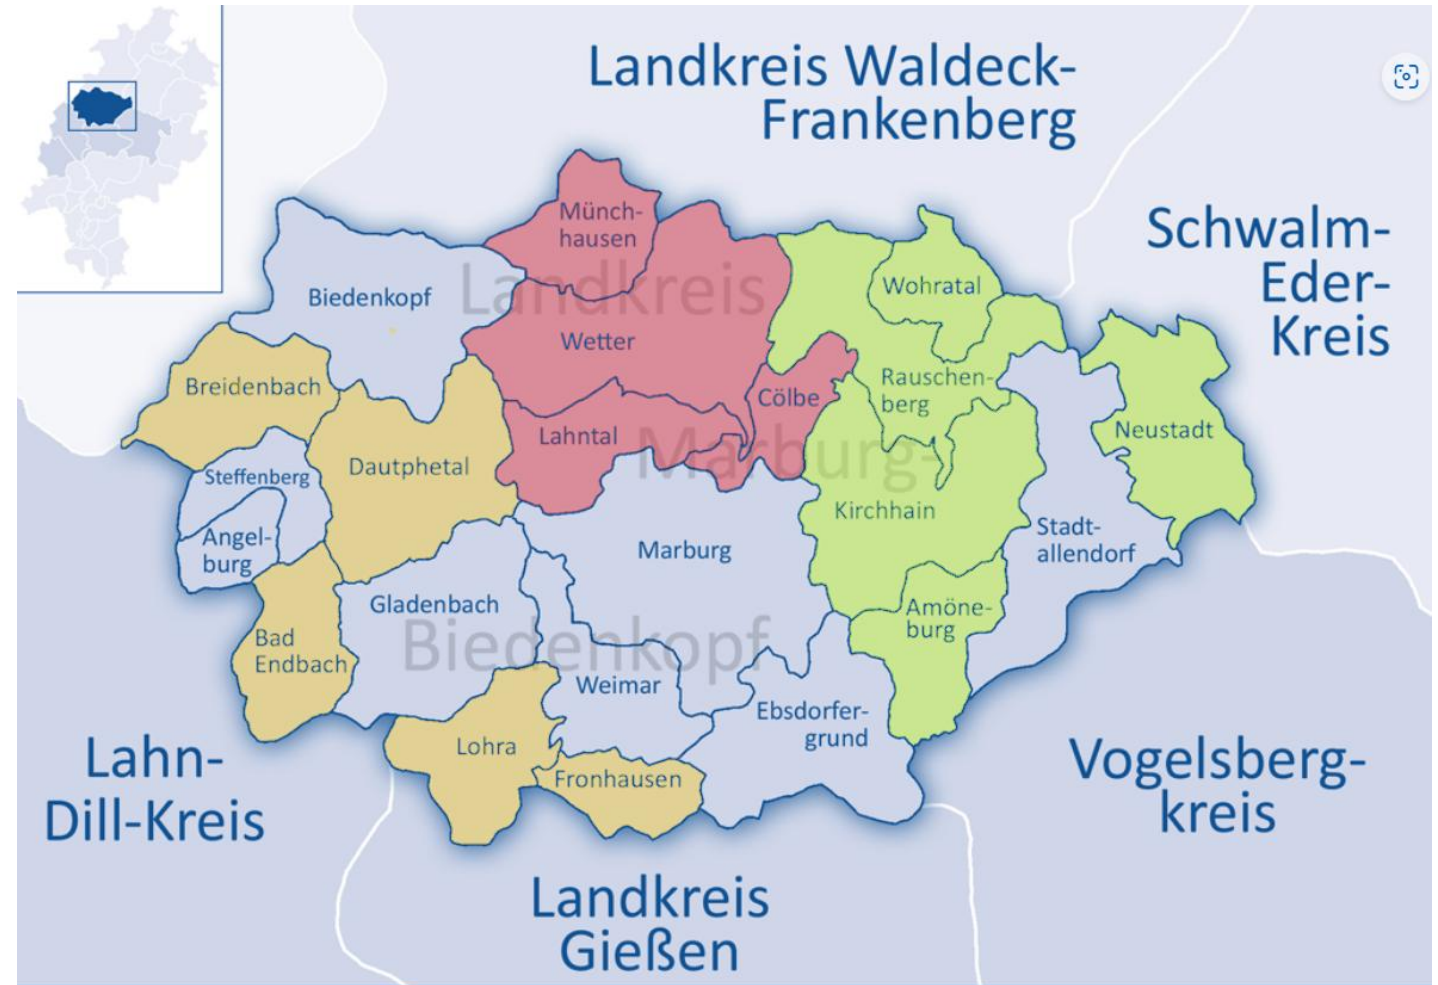 Landkreis Waldeck-
Frankenberg
Schwalm-
Eder-
Kreis
Münch-
hausen
Landkreis
Wohratal
Biedenkopf
Wetter
Breidenbach
Rauschen-
berg
Cölbe
Lahntal
Marburg-
Neustadt
Dautphetal
Steffenberg
Kirchhain
Angel-
burg
Stadt-
allendorf
Marburg
Gladenbach
Amöne-
burg
Bad
Endbach
Biedenkopf
Weimar
Ebsdorfer-
grund
Lohra
Fronhausen
Lahn-
Dill-Kreis
Vogelsberg-
kreis
Landkreis
Gießen